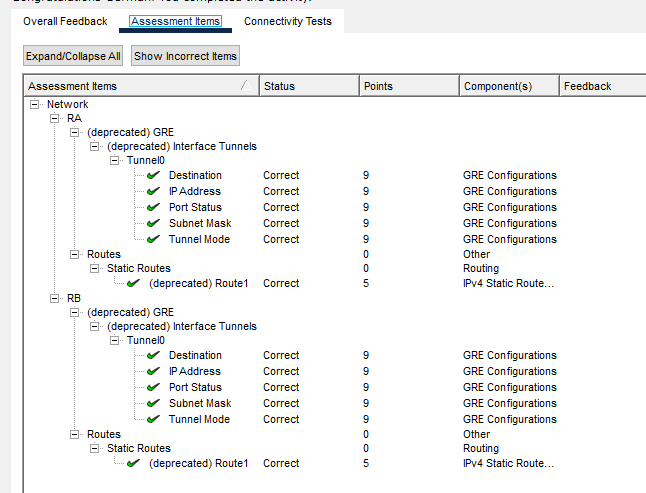 Overall Feedback Assessment Items Connectivity Tests
Expand/Collapse All Show Incorrect Items
Assessment Items Status Points Component(s) Feedback
Network
RA
(deprecated) GRE
(deprecated) Interface Tunnels
Tunnel0
Destination Correct 9 GRE Configurations
IP Address Correct 9 GRE Configurations
Port Status Correct 9 GRE Configurations
Subnet Mask Correct 9 GRE Configurations
Tunnel Mode Correct 9 GRE Configurations
Routes 0 Other
Static Routes 0 Routing
(deprecated) Route1 Correct 5 IPv4 Static Route...
RB
(deprecated) GRE
(deprecated) Interface Tunnels
Tunnel0
Destination Correct 9 GRE Configurations
IP Address Correct 9 GRE Configurations
Port Status Correct 9 GRE Configurations
Subnet Mask Correct 9 GRE Configurations
Tunnel Mode Correct 9 GRE Configurations
Routes 0 Other
Static Routes 0 Routing
(deprecated) Route1 Correct 5 IPv4 Static Route...